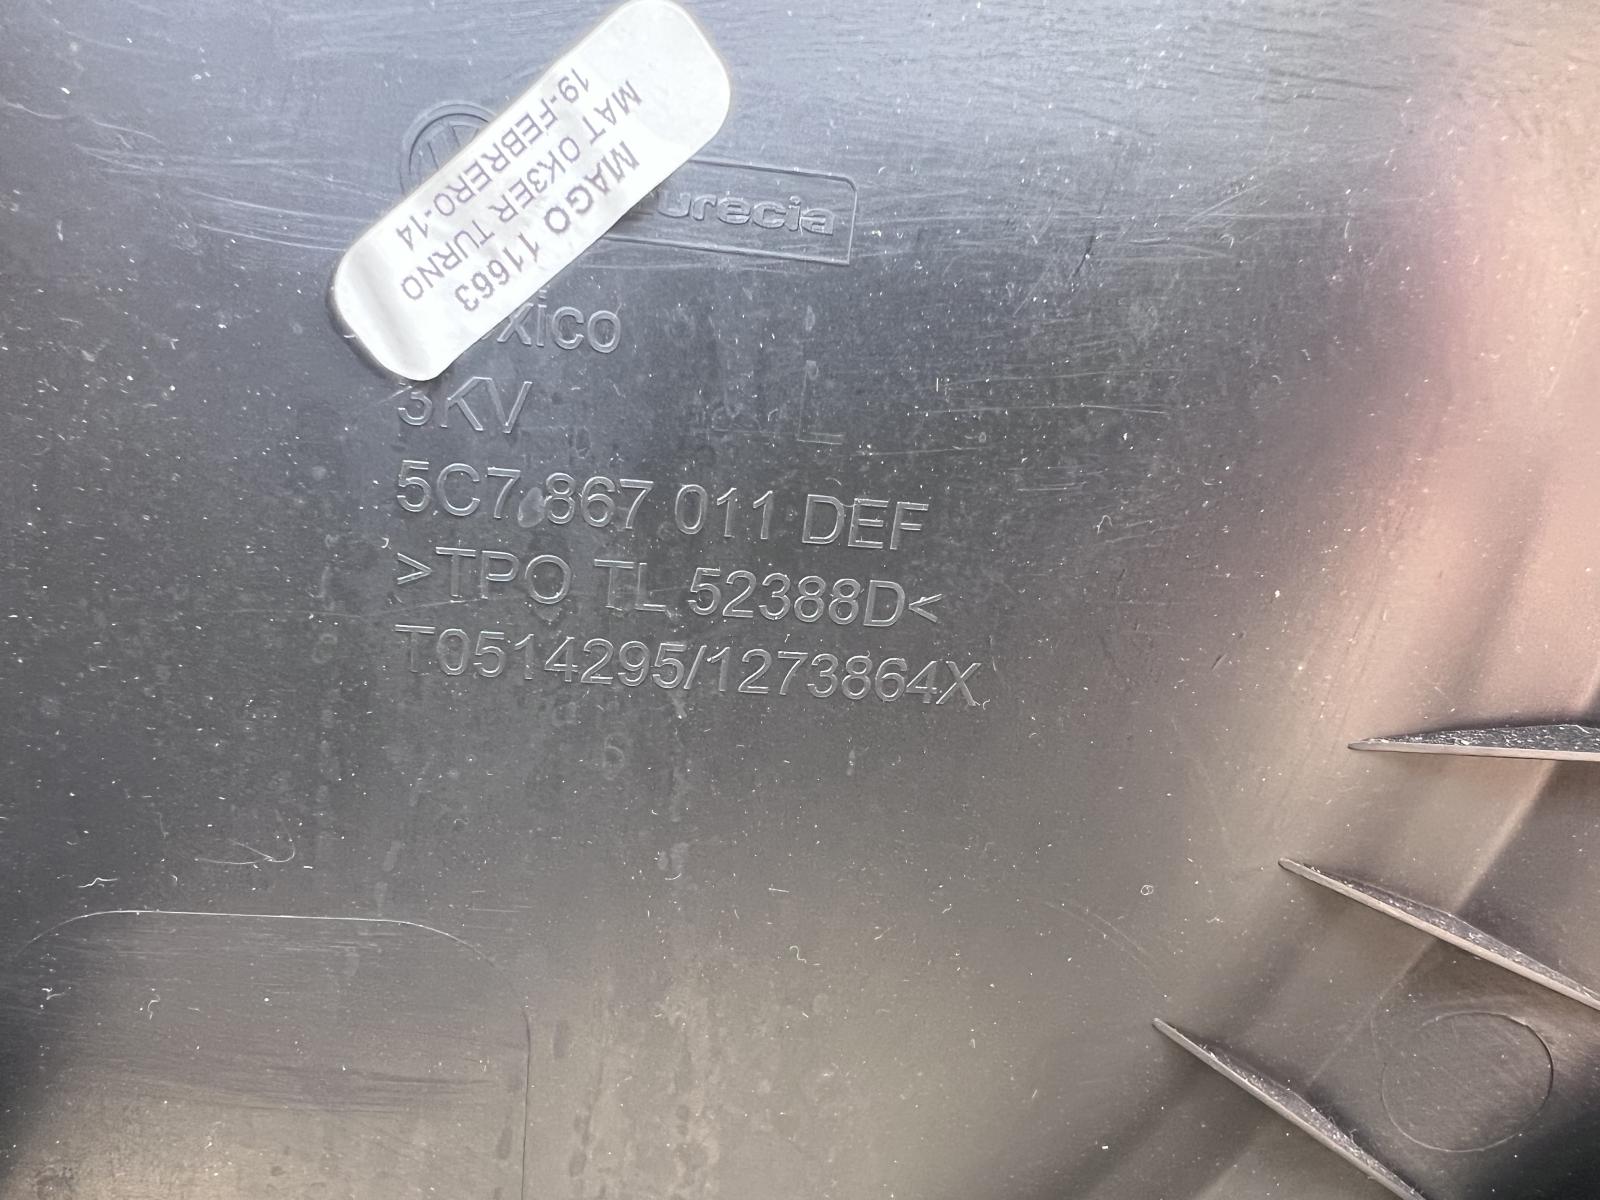 MAGO 11663
MAT OK3ER TURNO
19-FEBRERO-14
urecia
xico
3KV
L
5C7 867 011 DEF
>TPO TL 52388D<
T0514295/1273864X